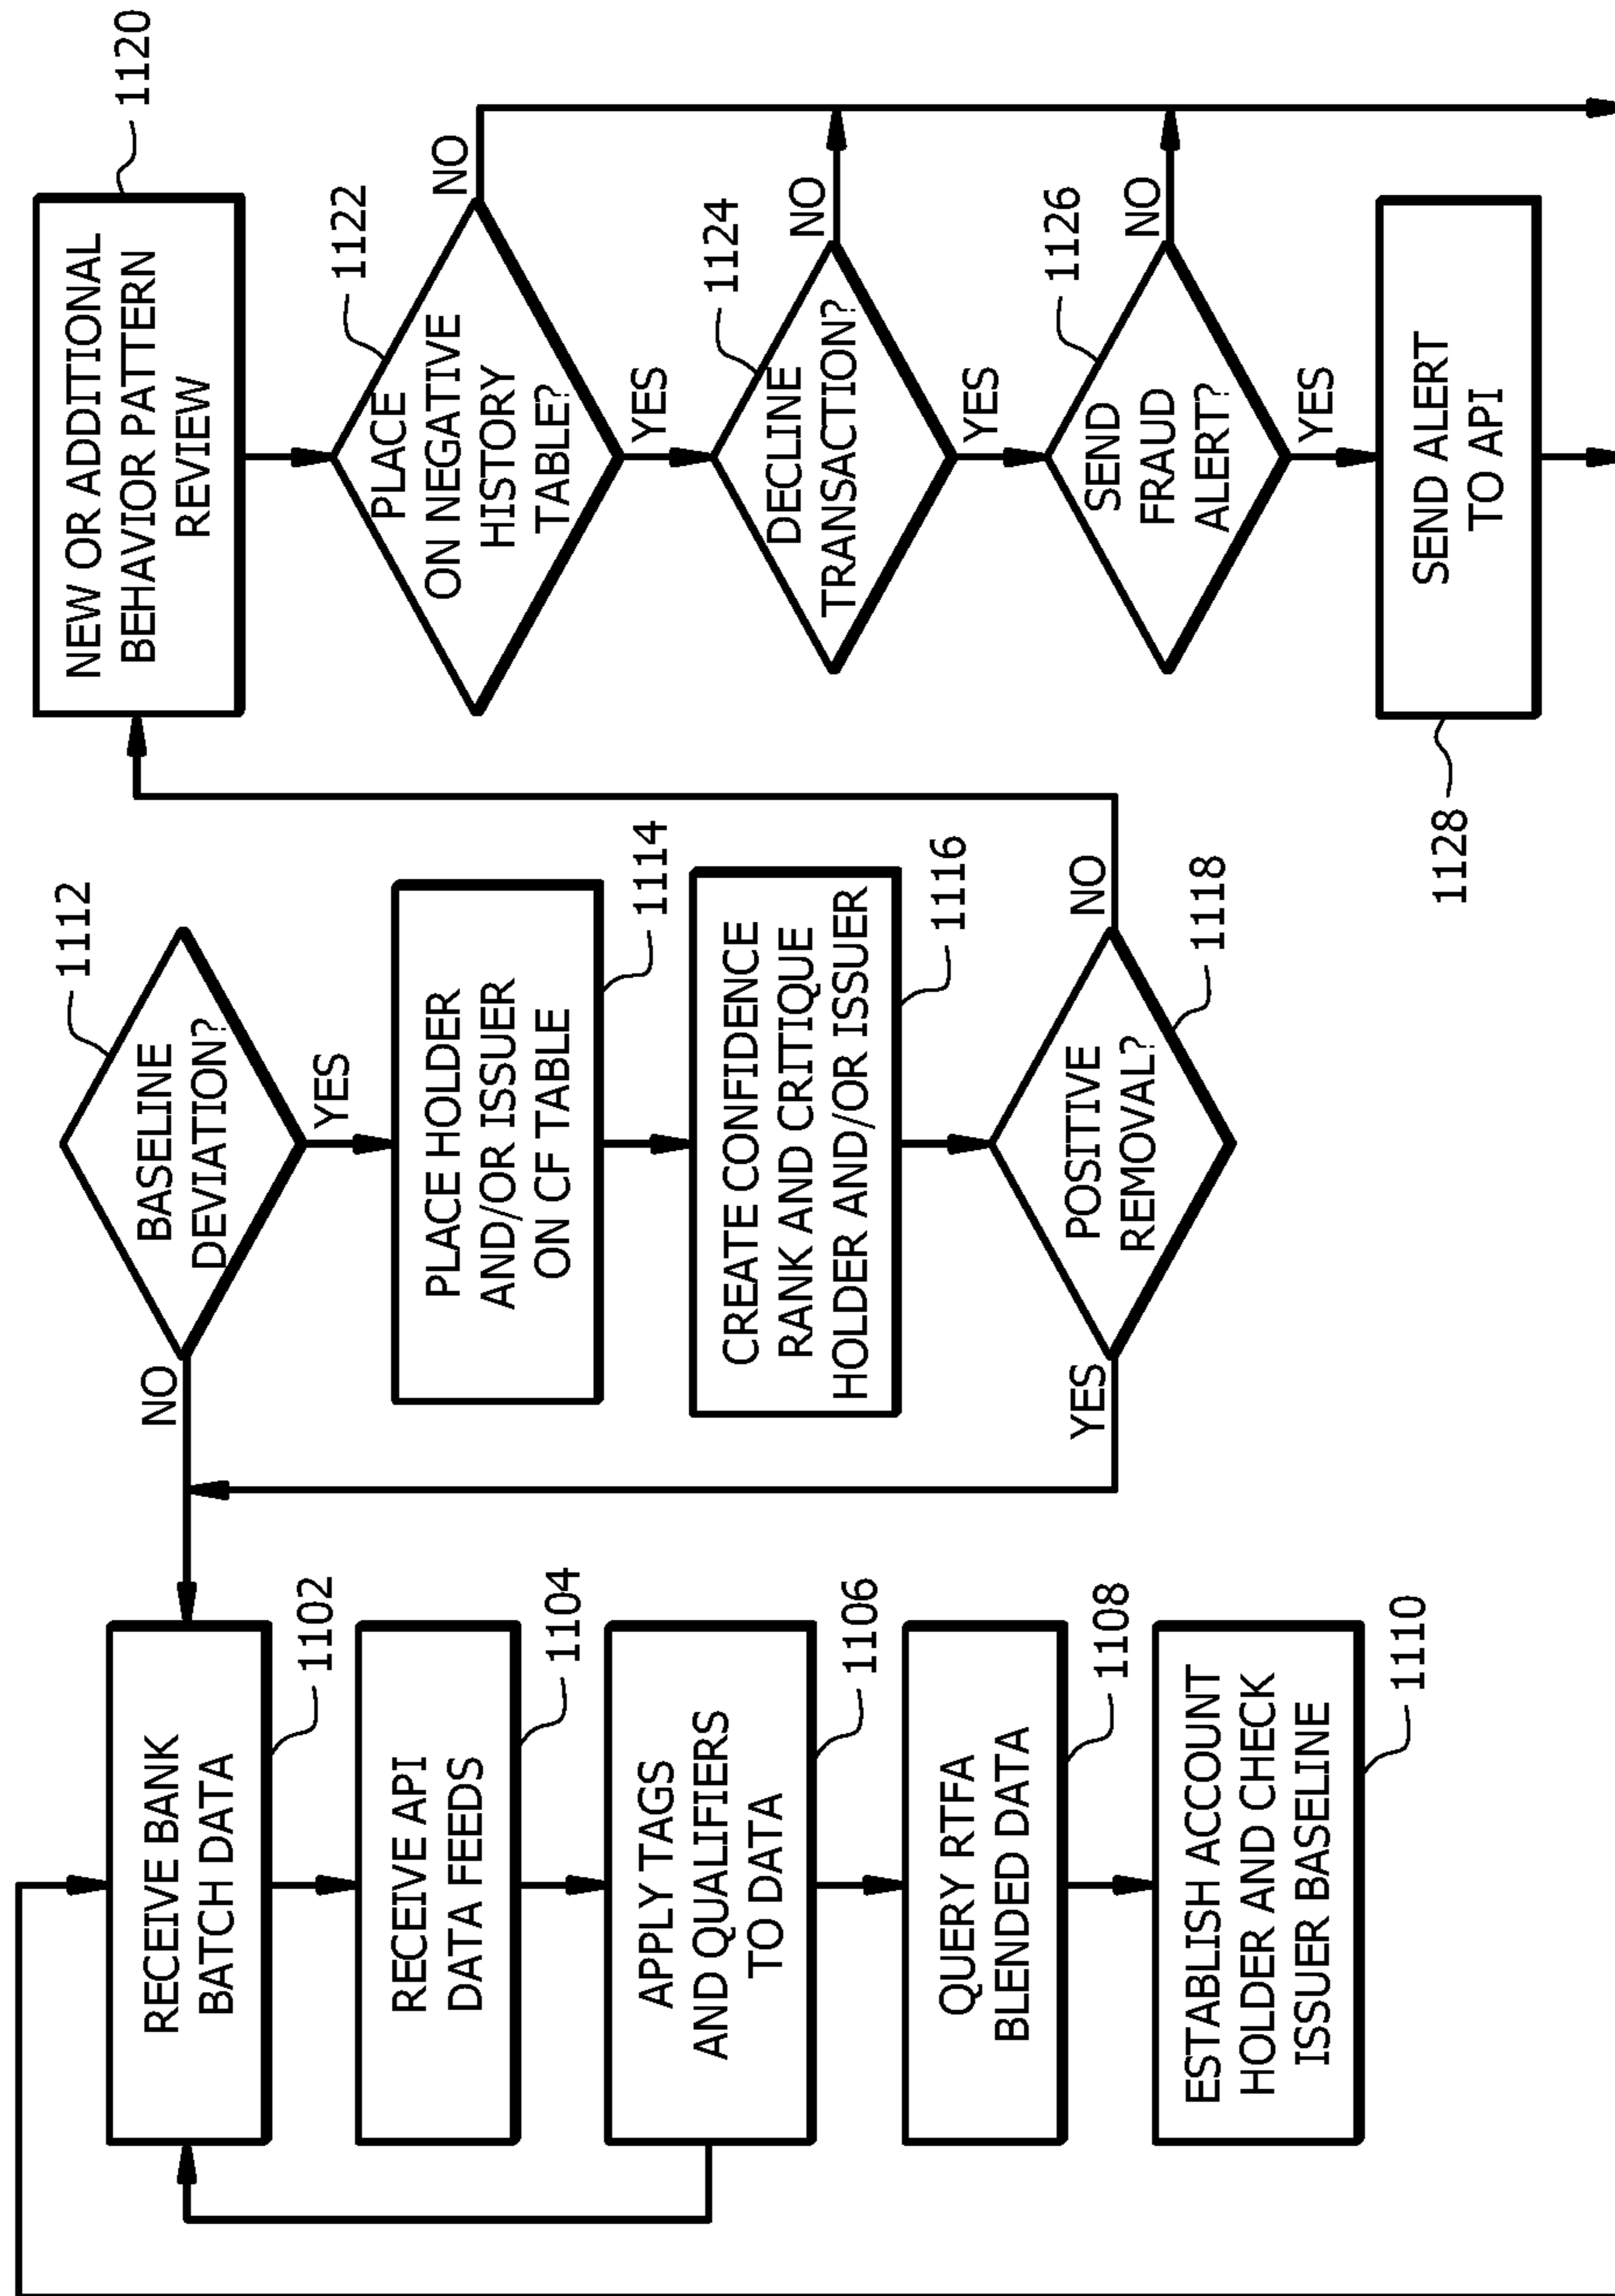 RECEIVE BANK
BATCH DATA
1102
RECEIVE API
DATA FEEDS
1104
APPLY TAGS
AND QUALIFIERS
TO DATA
1106
QUERY RTFA
BLENDED DATA
1108
ESTABLISH ACCOUNT
HOLDER AND CHECK
ISSUER BASELINE
1110
BASELINE
DEVIATION?
1112
NO
YES
PLACE HOLDER
AND/OR ISSUER
ON CF TABLE
1114
CREATE CONFIDENCE
RANK AND CRITIQUE
HOLDER AND/OR ISSUER
1116
POSITIVE
REMOVAL?
1118
YES
NO
NEW OR ADDITIONAL
BEHAVIOR PATTERN
REVIEW
1120
PLACE
ON NEGATIVE
HISTORY
TABLE?
1122
NO
YES
DECLINE
TRANSACTION?
1124
NO
YES
SEND
FRAUD
ALERT?
1126
NO
YES
SEND ALERT
TO API
1128